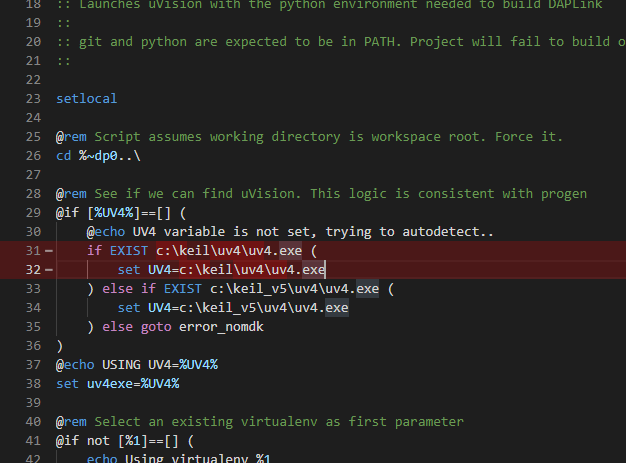 18 :: Launches uVision with the python environment needed to build DAPLink
19 ::
20 :: git and python are expected to be in PATH. Project will fail to build o
21 ::
22
23 setlocal
24
25 @rem Script assumes working directory is workspace root. Force it.
26 cd %~dp0..\
27
28 @rem See if we can find uVision. This logic is consistent with progen
29 @if [%UV4%]==[] (
30     @echo UV4 variable is not set, trying to autodetect..
31 −     if EXIST c:\keil\uv4\uv4.exe (
32 −         set UV4=c:\keil\uv4\uv4.exe
33     ) else if EXIST c:\keil_v5\uv4\uv4.exe (
34         set UV4=c:\keil_v5\uv4\uv4.exe
35     ) else goto error_nomdk
36 )
37 @echo USING UV4=%UV4%
38 set uv4exe=%UV4%
39
40 @rem Select an existing virtualenv as first parameter
41 @if not [%1]==[] (
42     echo Using virtualenv %1